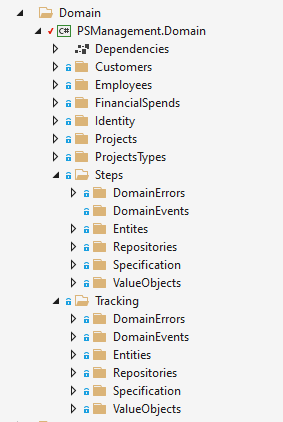 Domain
C# PSManagement.Domain
Dependencies
Customers
Employees
FinancialSpends
Identity
Projects
ProjectsTypes
Steps
DomainErrors
DomainEvents
Entites
Repositories
Specification
ValueObjects
Tracking
DomainErrors
DomainEvents
Entities
Repositories
Specification
ValueObjects